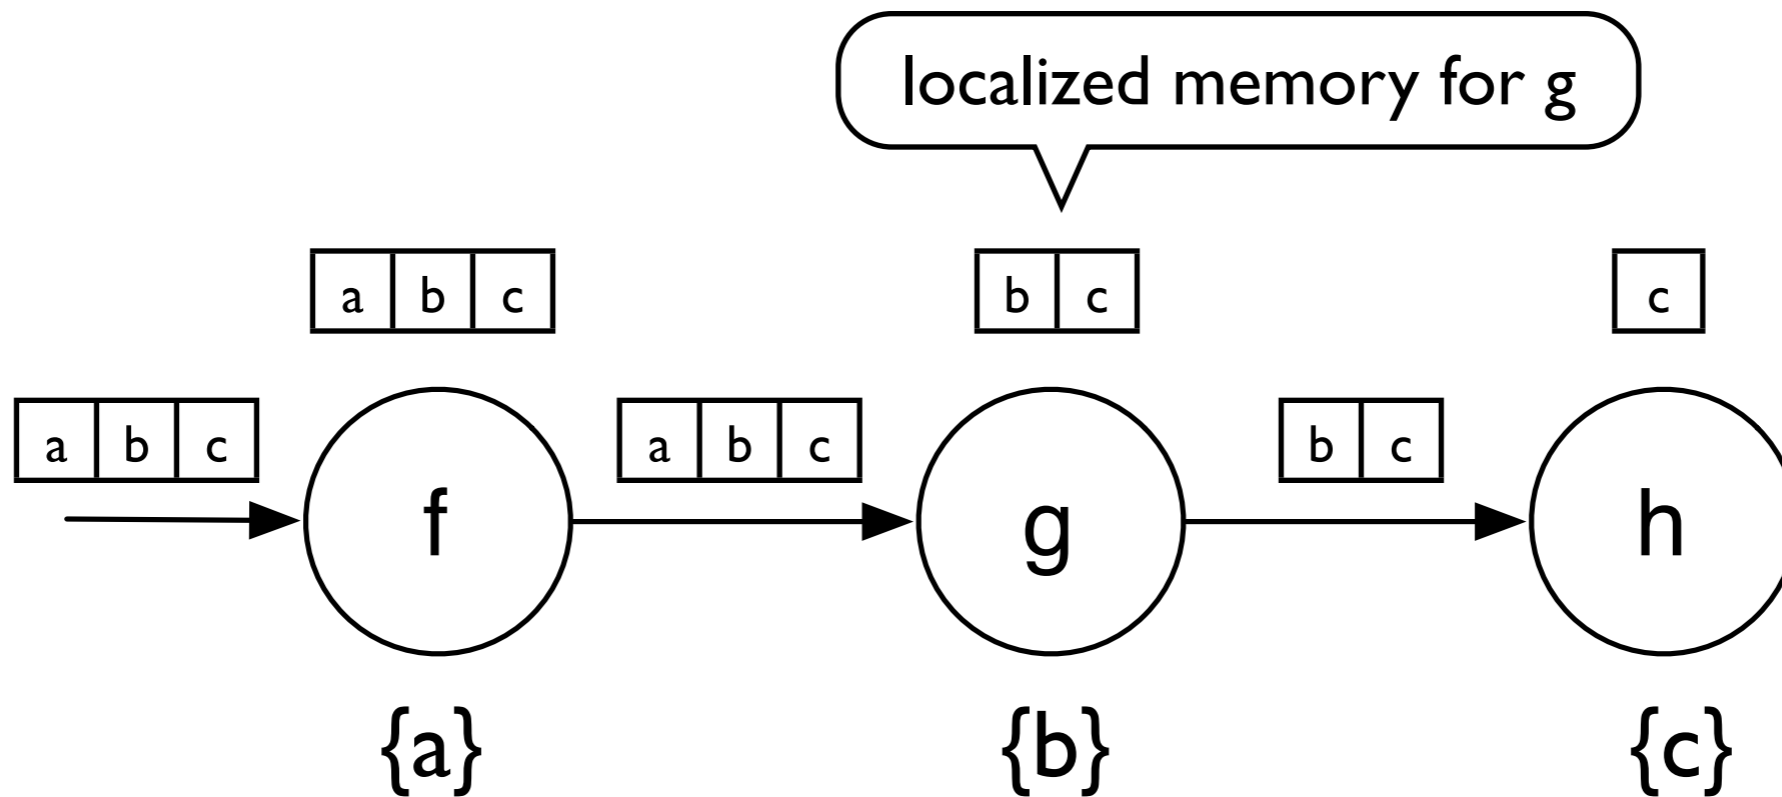 localized memory for g
a b c
b c
c
a b c
a b c
b c
f
g
h
{a}
{b}
{c}